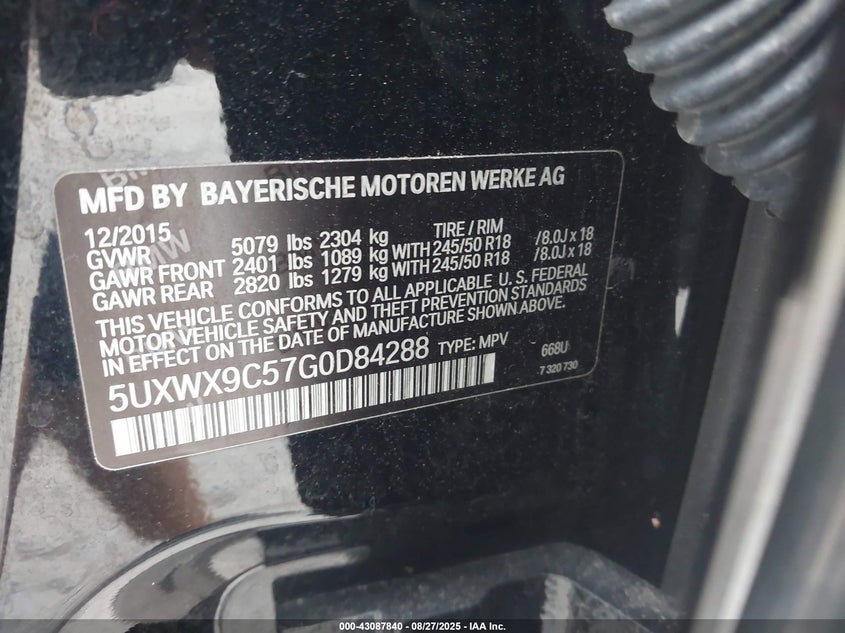 MFD BY BAYERISCHE MOTOREN WERKE AG
12/2015 TIRE / RIM
GVWR 5079 lbs 2304 kg
GAWR FRONT 2401 lbs 1089 kg WITH 245/50 R18 /8.0J x 18
GAWR REAR 2820 lbs 1279 kg WITH 245/50 R18 /8.0J x 18
THIS VEHICLE CONFORMS TO ALL APPLICABLE U.S. FEDERAL
MOTOR VEHICLE SAFETY AND THEFT PREVENTION STANDARDS
IN EFFECT ON THE DATE OF MANUFACTURE SHOWN ABOVE.
5UXWX9C57G0D84288 TYPE: MPV 668U
7 320 730
BMW
BMW
BMW
000-43087840 - 08/27/2025 - IAA Inc.